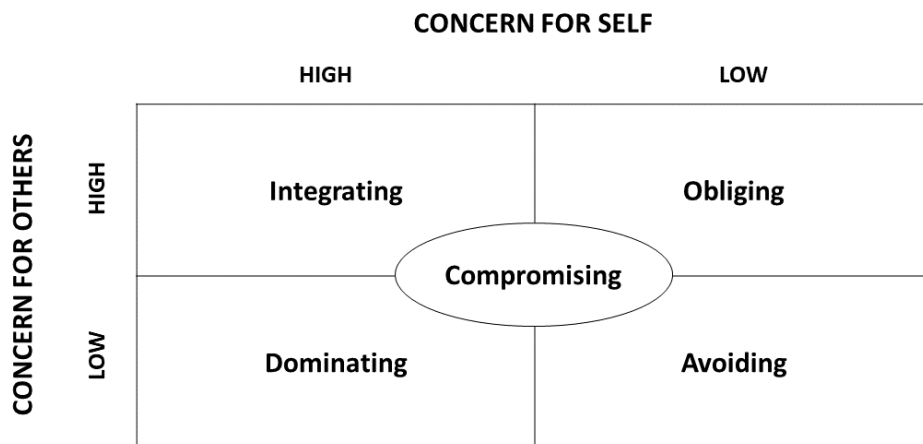 CONCERN FOR SELF
HIGH
LOW
CONCERN FOR OTHERS
HIGH
Integrating
Obliging
Compromising
LOW
Dominating
Avoiding